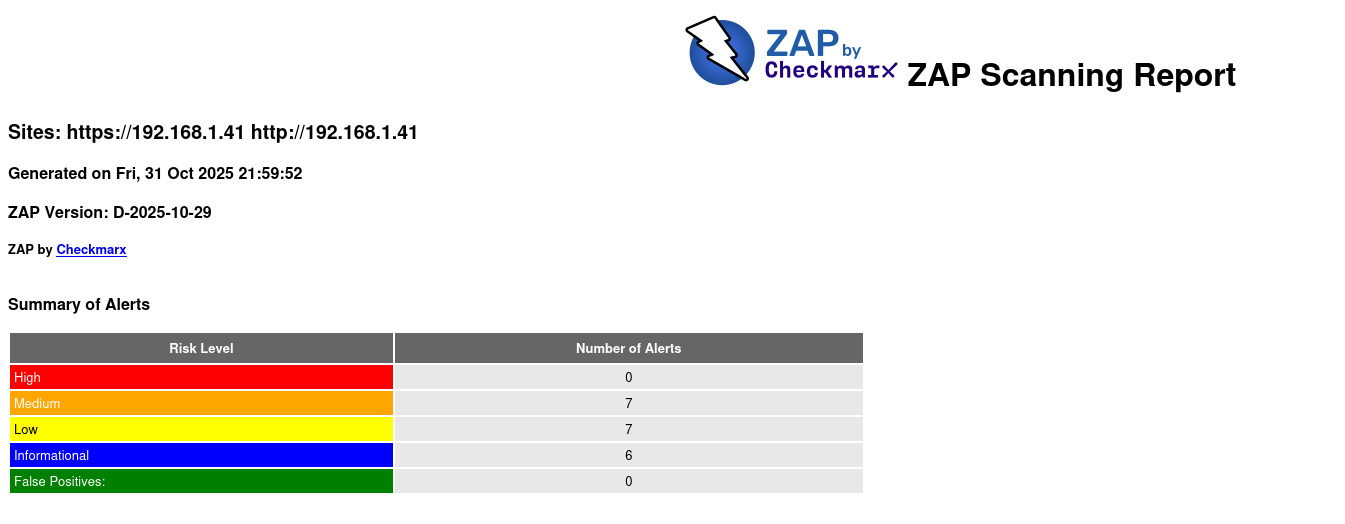 ZAP by
Checkmarx ZAP Scanning Report
Sites: https://192.168.1.41 http://192.168.1.41
Generated on Fri, 31 Oct 2025 21:59:52
ZAP Version: D-2025-10-29
ZAP by Checkmarx
Summary of Alerts
Risk Level Number of Alerts
High 0
Medium 7
Low 7
Informational 6
False Positives: 0